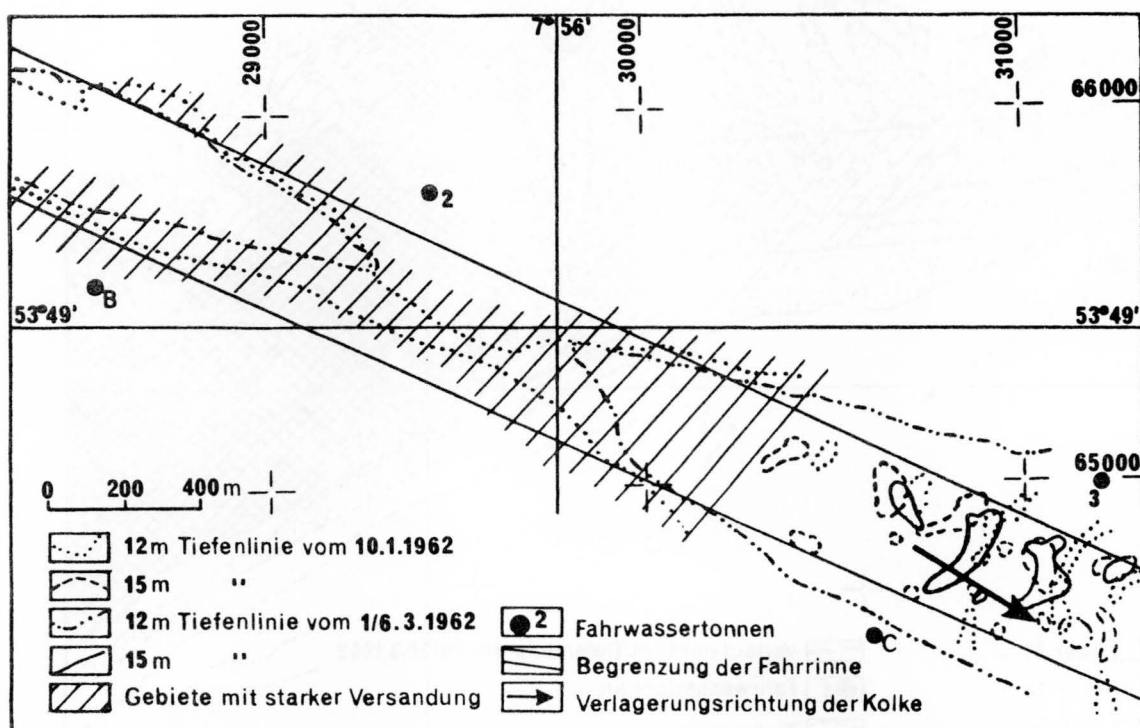 29000
7° 56'
30000
31000
66000
2
B
53°49'
53°49'
65000
3
0 200 400 m
12 m Tiefenlinie vom 10.1.1962
15 m "
12 m Tiefenlinie vom 1/6.3.1962
15 m "
Gebiete mit starker Versandung
C
2 Fahrwassertonnen
Begrenzung der Fahrrinne
Verlagerungsrichtung der Kolke